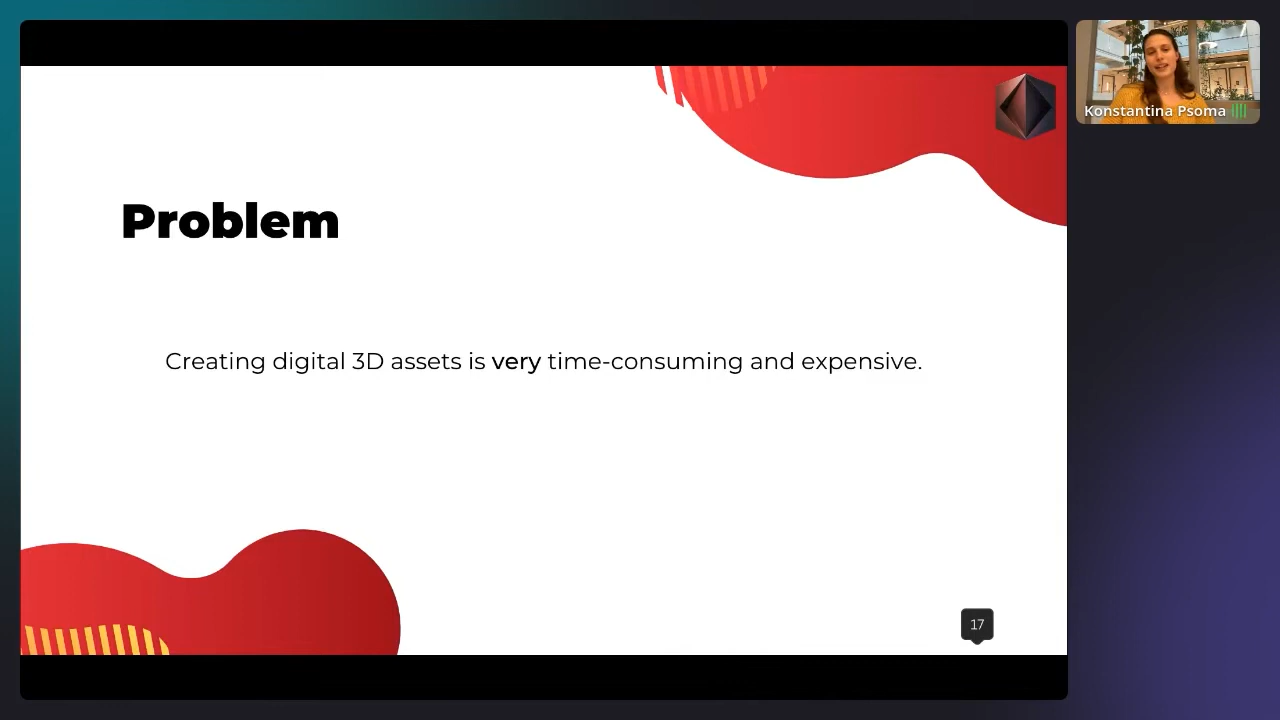 Problem
Creating digital 3D assets is very time-consuming and expensive.
17
Konstantina Psoma